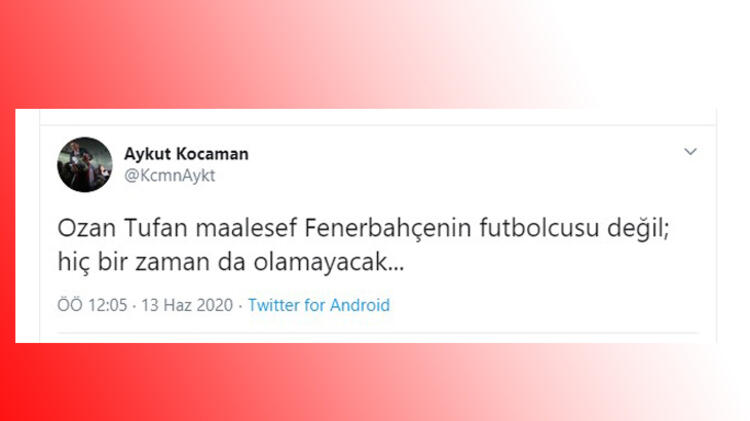 Aykut Kocaman
@KcmnAykt
Ozan Tufan maalesef Fenerbahçenin futbolcusu değil;
hiç bir zaman da olamayacak...
ÖÖ 12:05 · 13 Haz 2020 · Twitter for Android